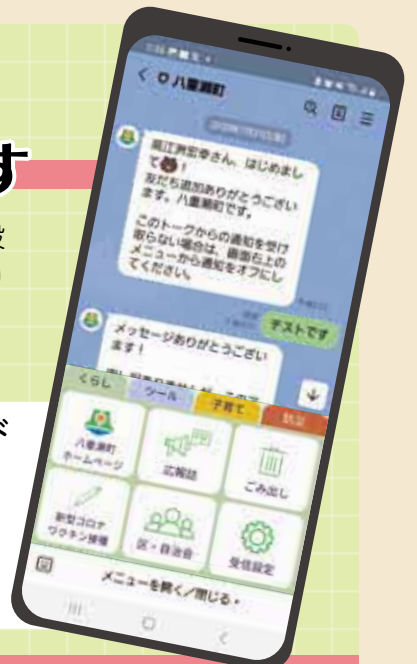 す
八重瀬町
さん、はじめまし
て🐻！
友だち追加ありがとうござい
ます。八重瀬町です。
このトークからの通知を受け
取らない場合は、画面右上の
メニューから通知をオフにし
てください。
テストです
メッセージありがとうござい
ます！
くらし
ツール
子育て
防災
八重瀬町
ホームページ
広報誌
ごみ出し
新型コロナ
ワクチン接種
区・自治会
受信設定
メニューを開く/閉じる